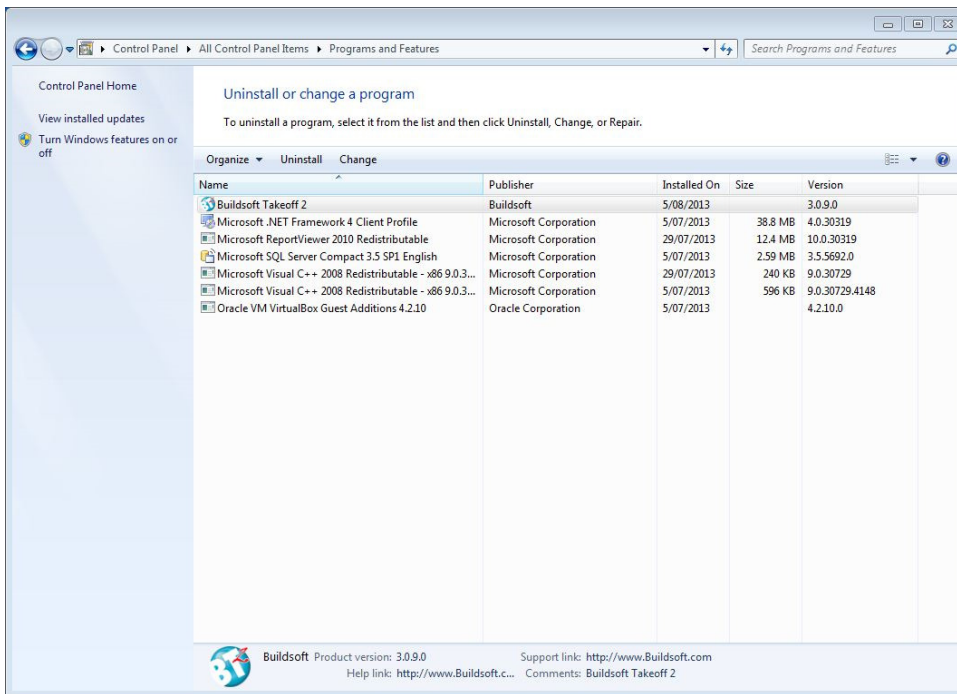 Control Panel ▸ All Control Panel Items ▸ Programs and Features Search Programs and Features
Control Panel Home
View installed updates
Turn Windows features on or
off
Uninstall or change a program
To uninstall a program, select it from the list and then click Uninstall, Change, or Repair.
Organize Uninstall Change
Name Publisher Installed On Size Version
Buildsoft Takeoff 2 Buildsoft 5/08/2013 3.0.9.0
Microsoft .NET Framework 4 Client Profile Microsoft Corporation 5/07/2013 38.8 MB 4.0.30319
Microsoft ReportViewer 2010 Redistributable Microsoft Corporation 29/07/2013 12.4 MB 10.0.30319
Microsoft SQL Server Compact 3.5 SP1 English Microsoft Corporation 5/07/2013 2.59 MB 3.5.5692.0
Microsoft Visual C++ 2008 Redistributable - x86 9.0.3... Microsoft Corporation 29/07/2013 240 KB 9.0.30729
Microsoft Visual C++ 2008 Redistributable - x86 9.0.3... Microsoft Corporation 5/07/2013 596 KB 9.0.30729.4148
Oracle VM VirtualBox Guest Additions 4.2.10 Oracle Corporation 5/07/2013 4.2.10.0
Buildsoft Product version: 3.0.9.0 Support link: http://www.Buildsoft.com
Help link: http://www.Buildsoft.c... Comments: Buildsoft Takeoff 2